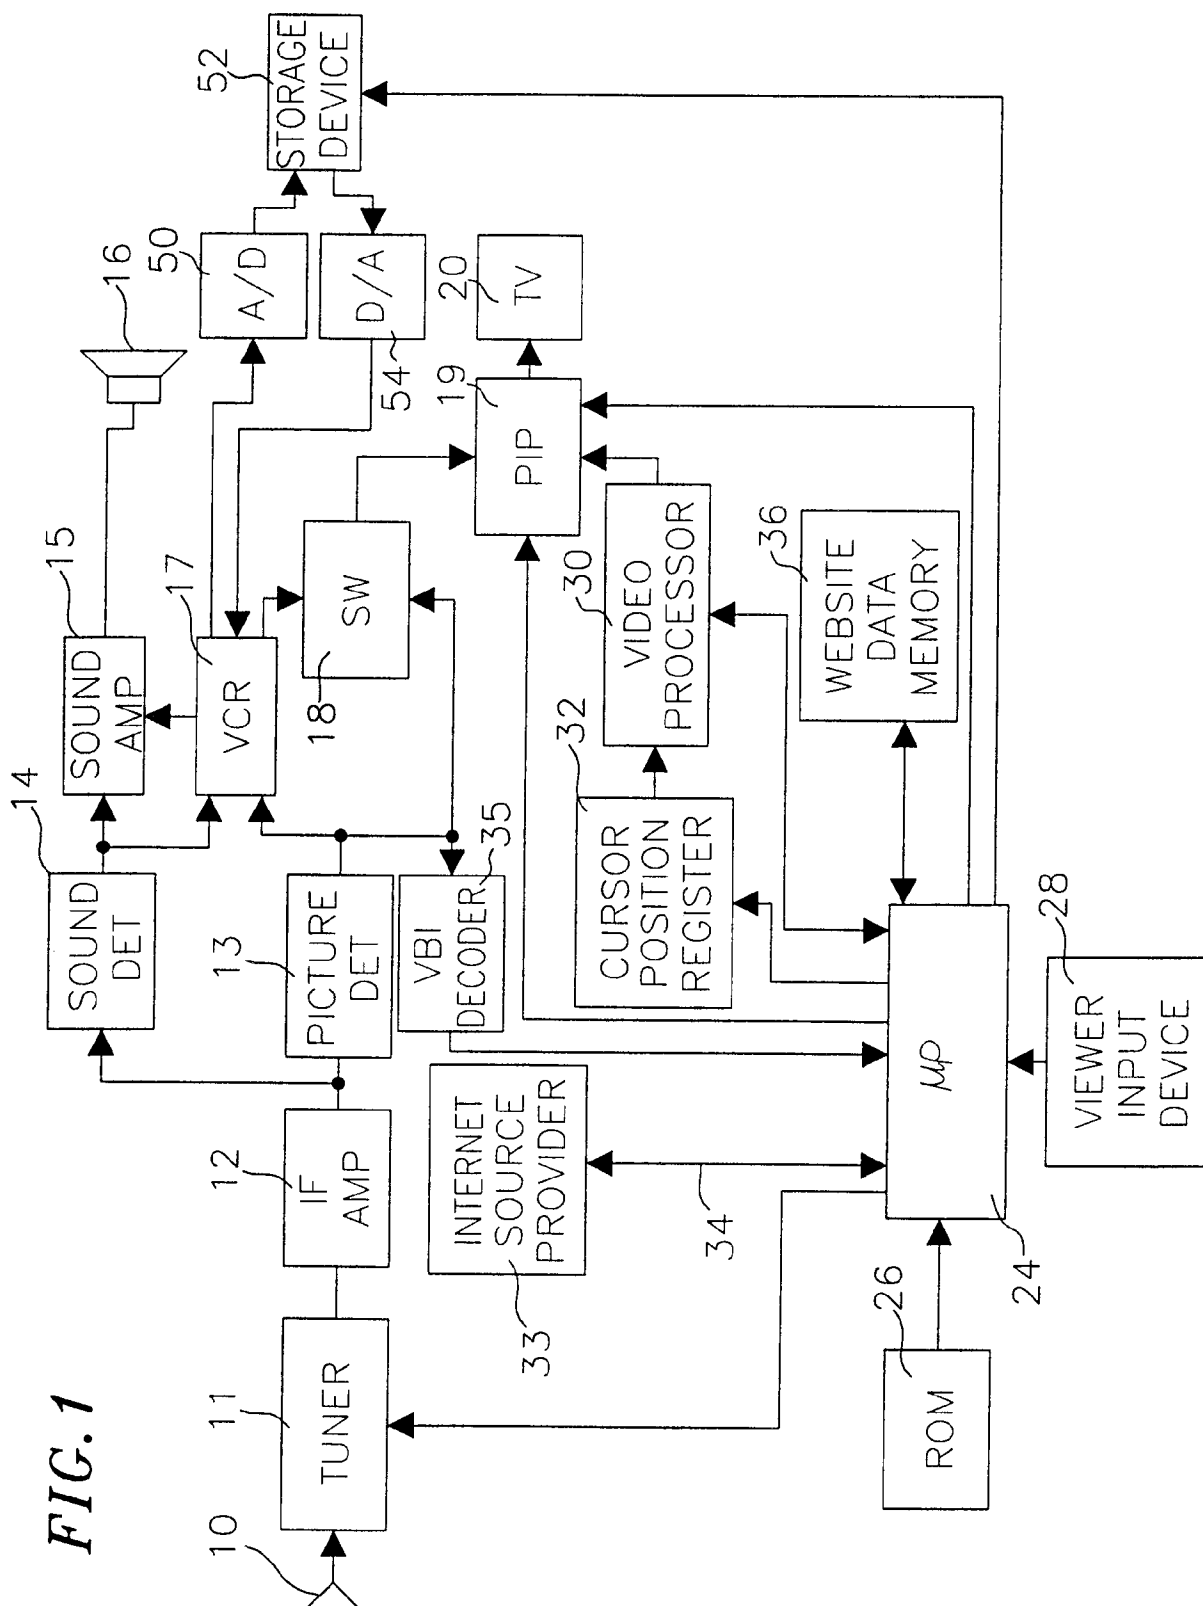 FIG.1
10
11
TUNER
12
IF
AMP
13
PICTURE
DET
14
SOUND
DET
15
SOUND
AMP
16
17
VCR
18
SW
50
A/D
52
STORAGE
DEVICE
D/A
54
19
PIP
20
TV
35
VBI
DECODER
INTERNET
SOURCE
PROVIDER
33
34
32
CURSOR
POSITION
REGISTER
30
VIDEO
PROCESSOR
36
WEBSITE
DATA
MEMORY
26
ROM
μP
24
28
VIEWER
INPUT
DEVICE